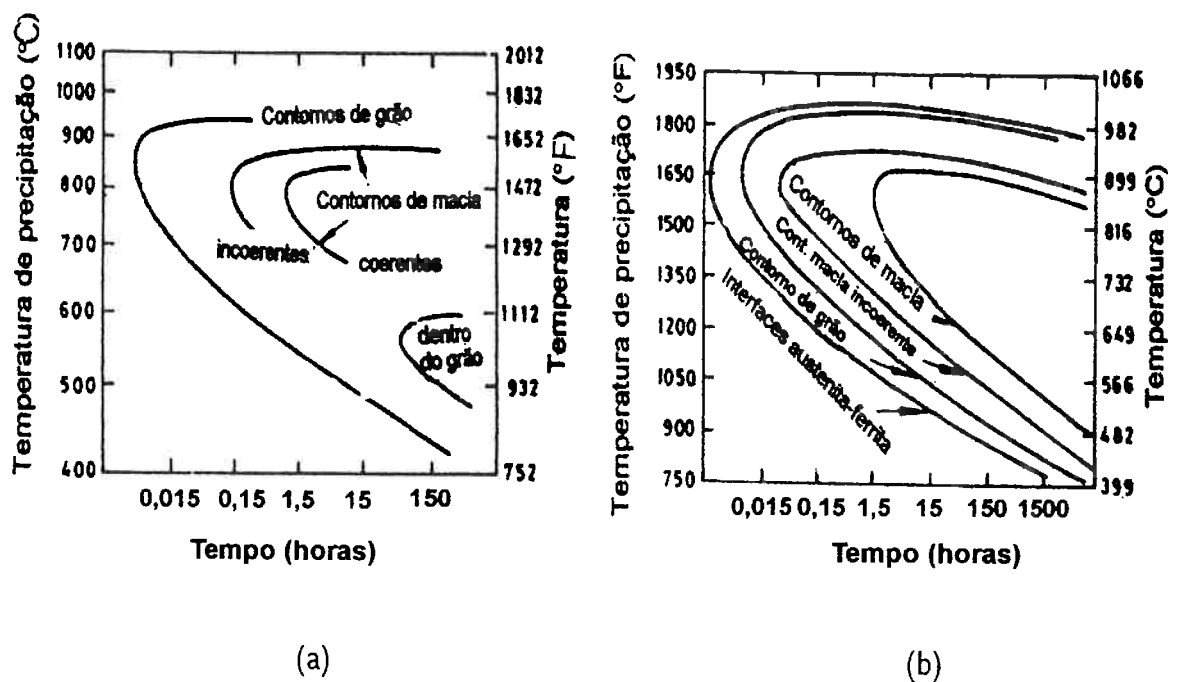 Temperatura de precipitação (°C)
1100
1000
900
800
700
600
500
400
Contornos de grão
Contornos de macia
incoerentes
coerentes
dentro
do grão
2012
1832
1652
1472
1292
1112
932
752
Temperatura (°F)
0,015
0,15
1,5
15
150
Tempo (horas)
(a)
Temperatura de precipitação (°F)
1950
1800
1650
1500
1350
1200
1050
900
750
Contornos de macia
Cont. macia incoerente
Contorno de grão
Interfaces austenita-ferrita
1066
982
899
816
732
649
566
482
399
Temperatura (°C)
0,015
0,15
1,5
15
150
1500
Tempo (horas)
(b)